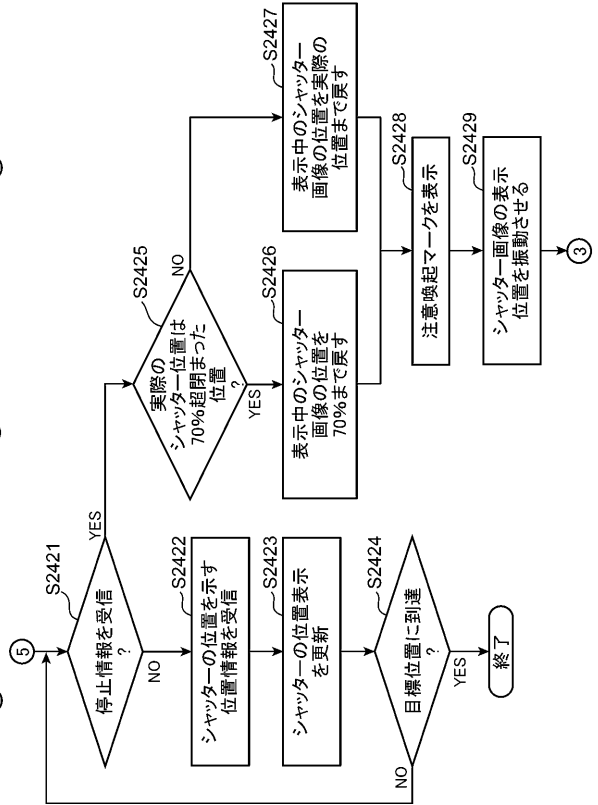 5
S2421
停止情報を受信
?
YES
NO
S2422
シャッターの位置を示す
位置情報を受信
S2423
シャッターの位置表示
を更新
S2424
目標位置に到達
?
NO
YES
終了
S2425
実際の
シャッター位置は
70%超閉まった
位置
?
NO
YES
S2426
表示中のシャッター
画像の位置を
70%まで戻す
S2427
表示中のシャッター
画像の位置を実際の
位置まで戻す
S2428
注意喚起マークを表示
S2429
シャッター画像の表示
位置を振動させる
3